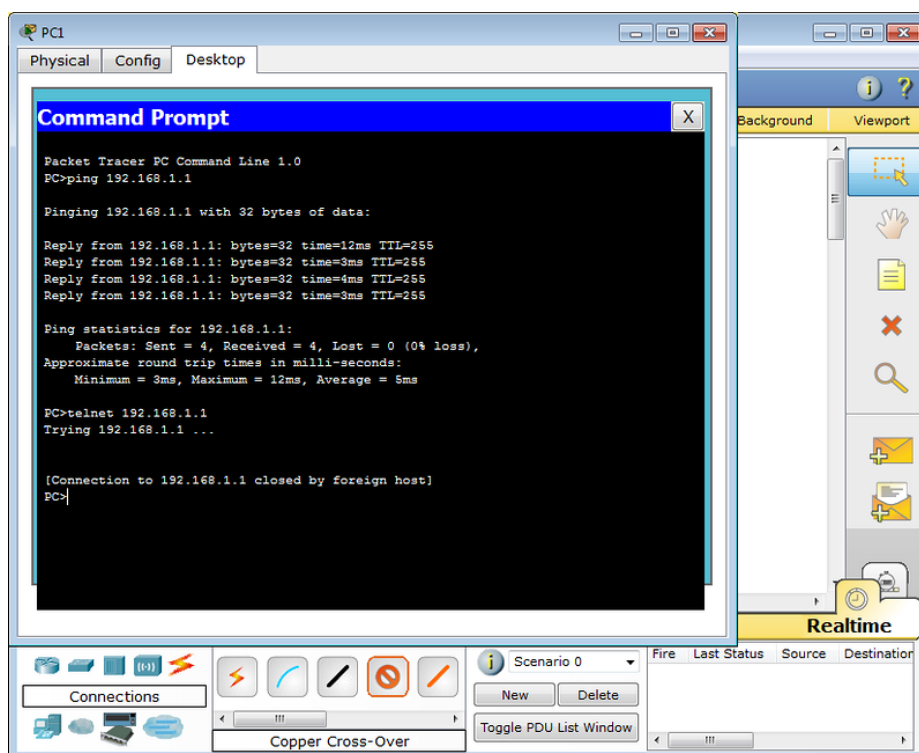 PC1
Physical
Config
Desktop
Command Prompt
X
Packet Tracer PC Command Line 1.0
PC>ping 192.168.1.1
Pinging 192.168.1.1 with 32 bytes of data:
Reply from 192.168.1.1: bytes=32 time=12ms TTL=255
Reply from 192.168.1.1: bytes=32 time=3ms TTL=255
Reply from 192.168.1.1: bytes=32 time=4ms TTL=255
Reply from 192.168.1.1: bytes=32 time=3ms TTL=255
Ping statistics for 192.168.1.1:
Packets: Sent = 4, Received = 4, Lost = 0 (0% loss),
Approximate round trip times in milli-seconds:
Minimum = 3ms, Maximum = 12ms, Average = 5ms
PC>telnet 192.168.1.1
Trying 192.168.1.1 ...
[Connection to 192.168.1.1 closed by foreign host]
PC>
i ?
Background
Viewport
Realtime
Connections
Copper Cross-Over
i
Scenario 0
New
Delete
Toggle PDU List Window
Fire
Last Status
Source
Destination